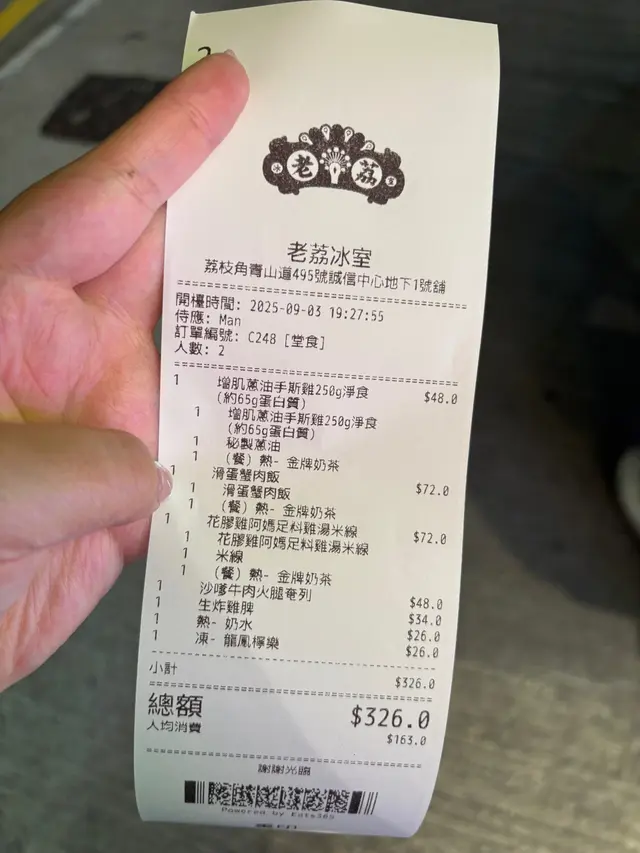 老荔
老荔冰室
荔枝角青山道495號誠信中心地下1號舖
開檯時間: 2025-09-03 19:27:55
侍應: Man
訂單編號: C248 [堂食]
人數: 2
1 增肌蔥油手斯雞250g淨食 $48.0
(約65g蛋白質)
1 增肌蔥油手斯雞250g淨食
(約65g蛋白質)
1 秘製蔥油
1 (餐) 熱- 金牌奶茶
1 滑蛋蟹肉飯 $72.0
1 滑蛋蟹肉飯
1 (餐) 熱- 金牌奶茶
1 花膠雞阿媽足料雞湯米線 $72.0
1 花膠雞阿媽足料雞湯米線
1 米線
1 (餐) 熱- 金牌奶茶
1 沙嗲牛肉火腿奄列 $48.0
1 生炸雞脾 $34.0
1 熱- 奶水 $26.0
1 凍- 龍鳳檸樂 $26.0
小計 $326.0
總額 $326.0
人均消費 $163.0
謝謝光臨
Powered by Eats365